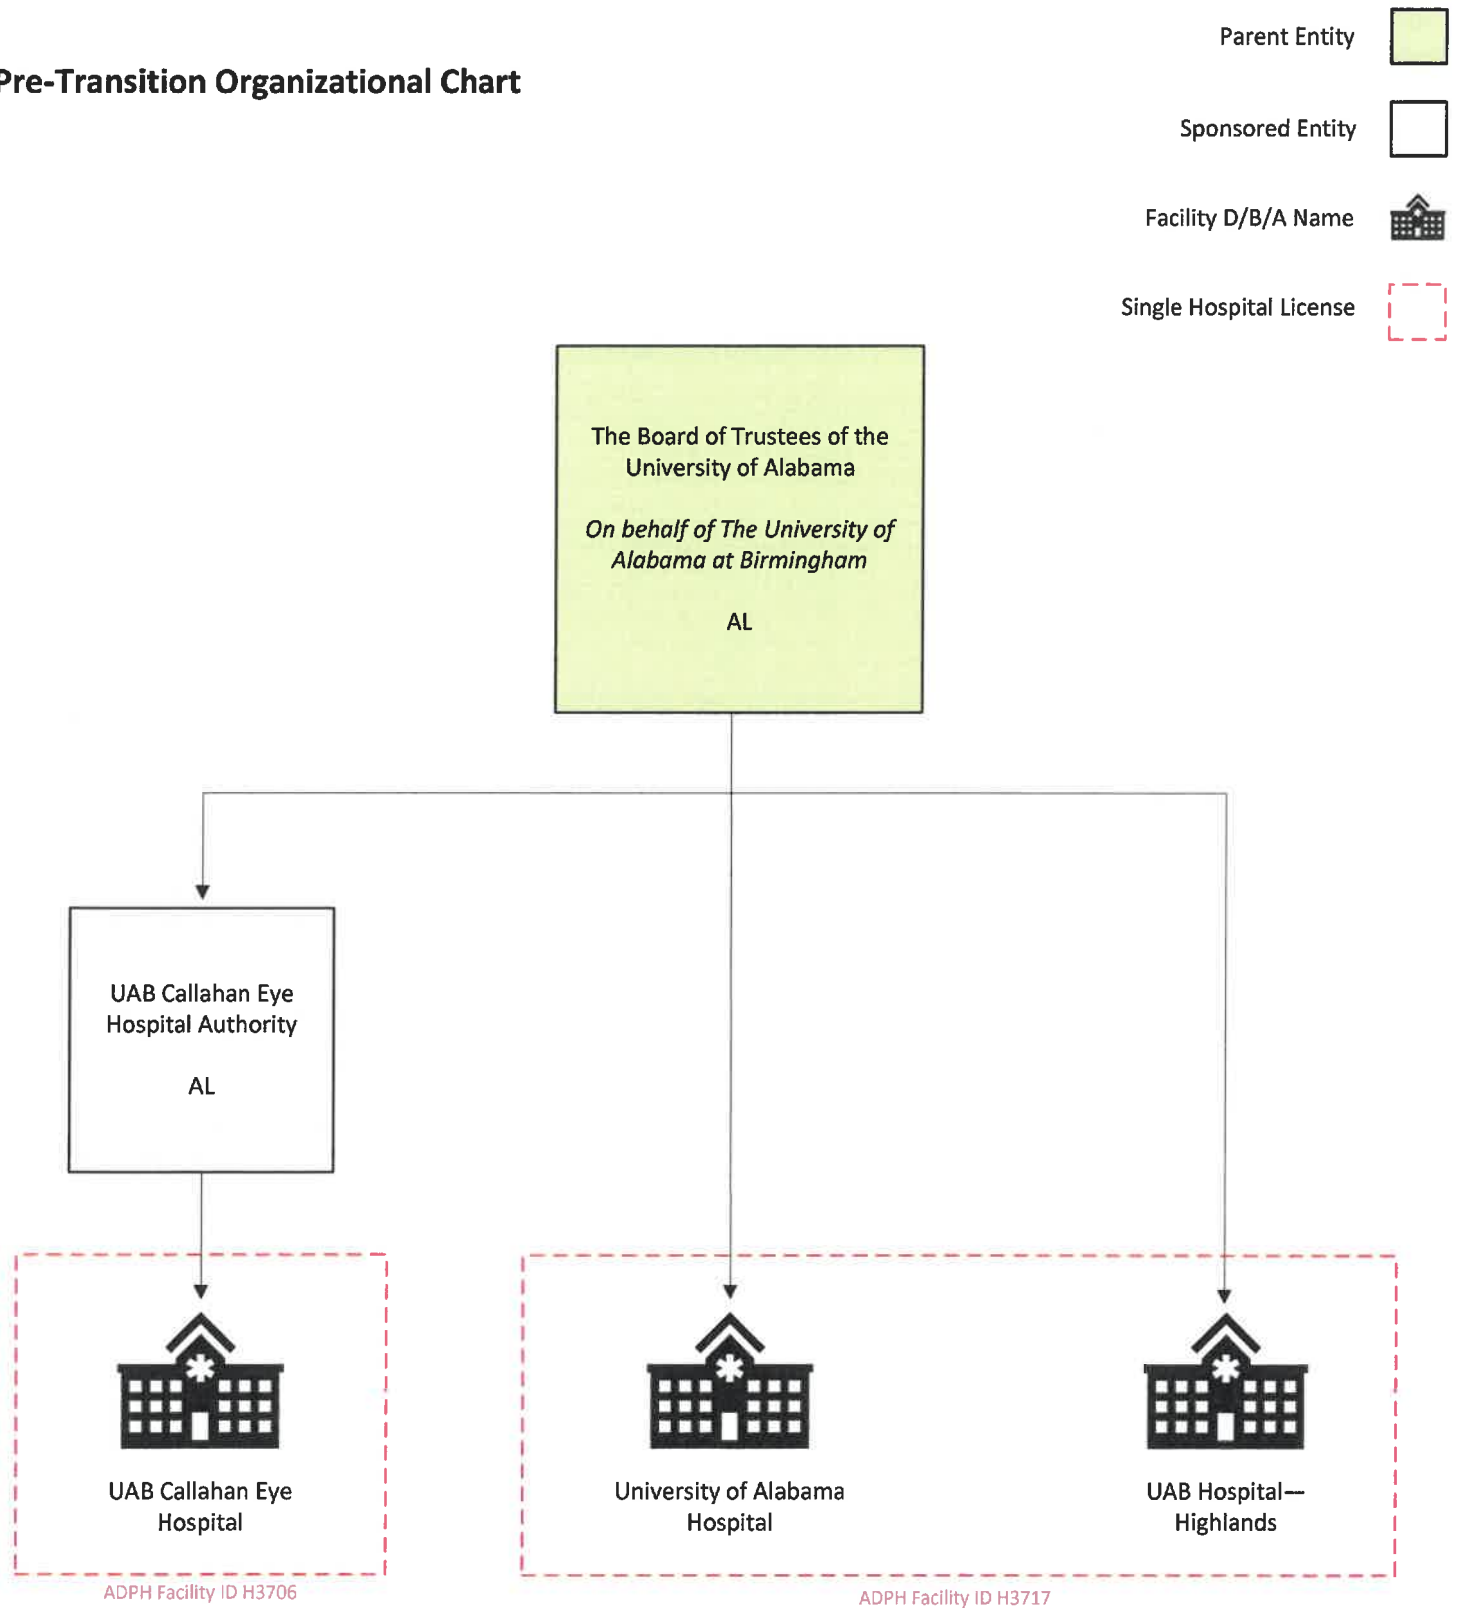 Parent Entity
Pre-Transition Organizational Chart
Sponsored Entity
Facility D/B/A Name
Single Hospital License
The Board of Trustees of the
University of Alabama
On behalf of The University of
Alabama at Birmingham
AL
UAB Callahan Eye
Hospital Authority
AL
UAB Callahan Eye
Hospital
University of Alabama
Hospital
UAB Hospital—
Highlands
ADPH Facility ID H3706
ADPH Facility ID H3717